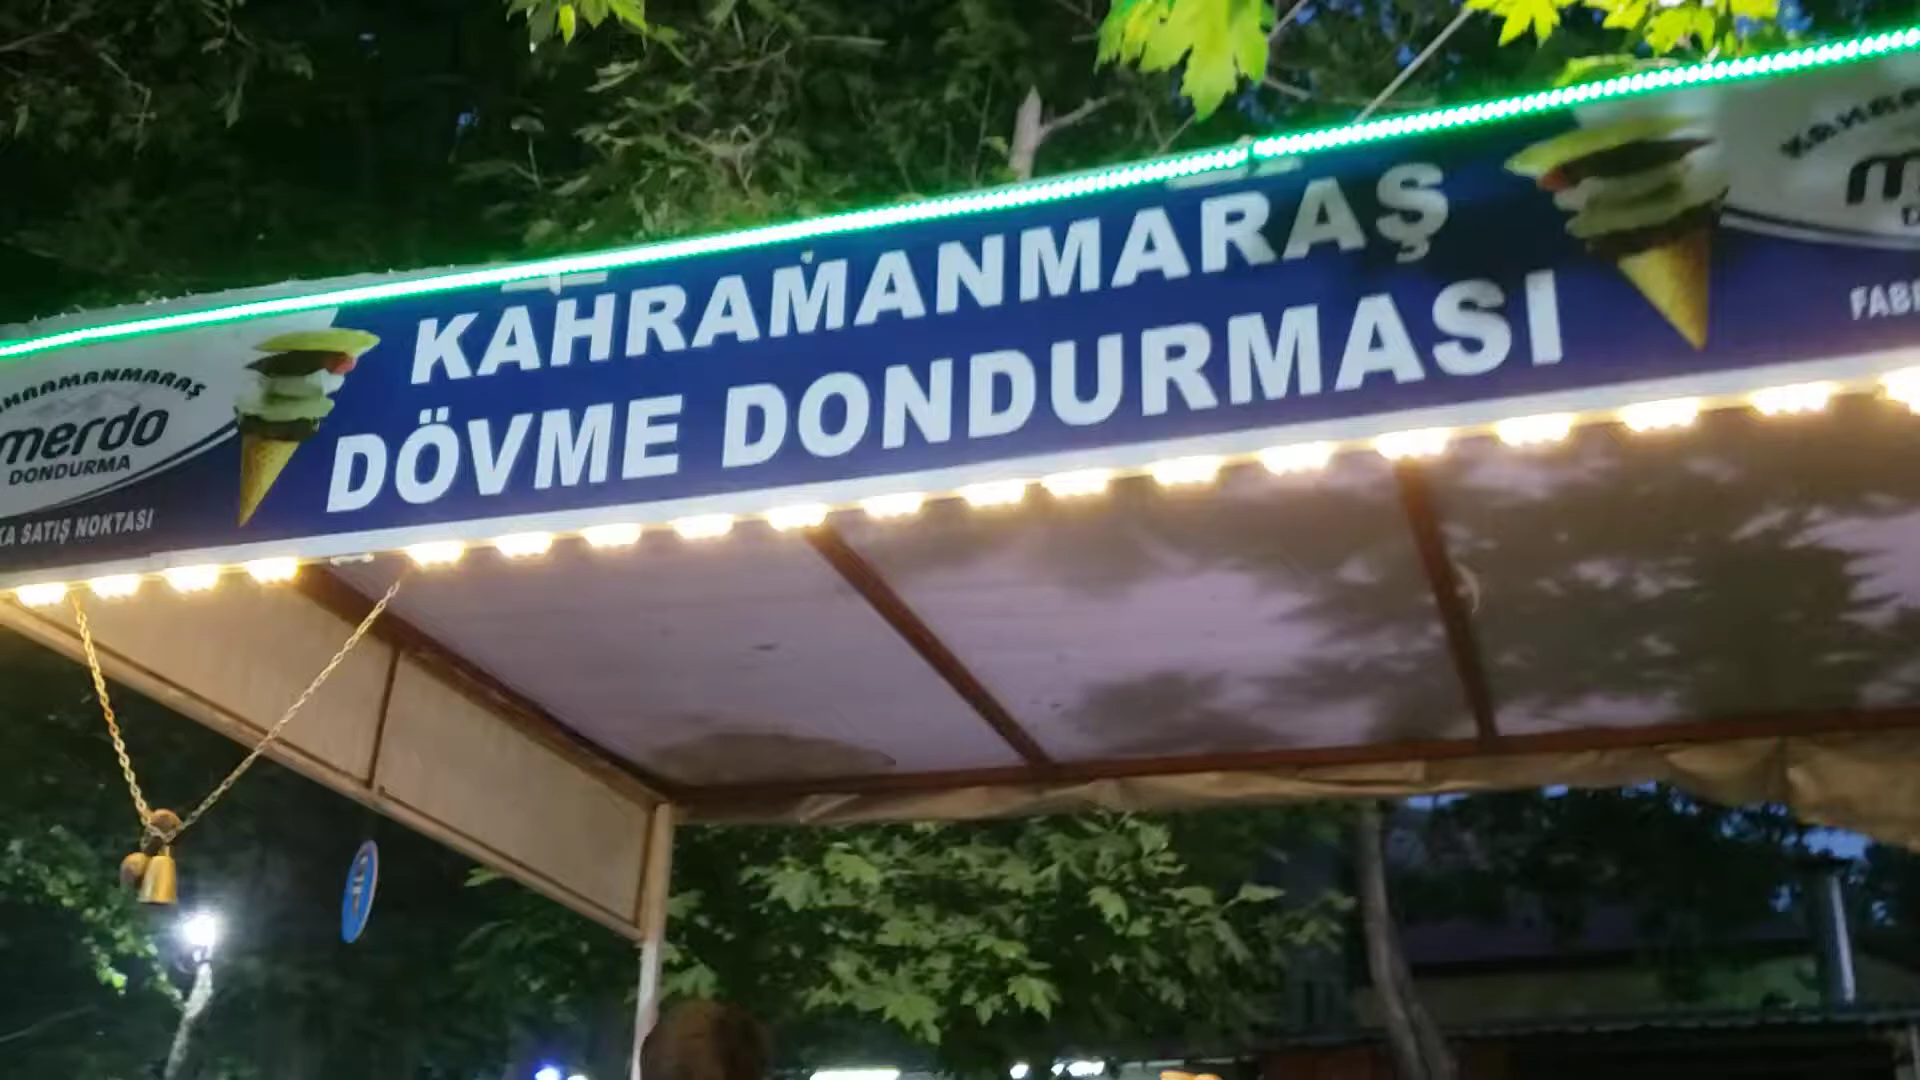 KAHRAMANMARAŞ
DÖVME DONDURMASI
merdo
DONDURMA
SATIŞ NOKTASI